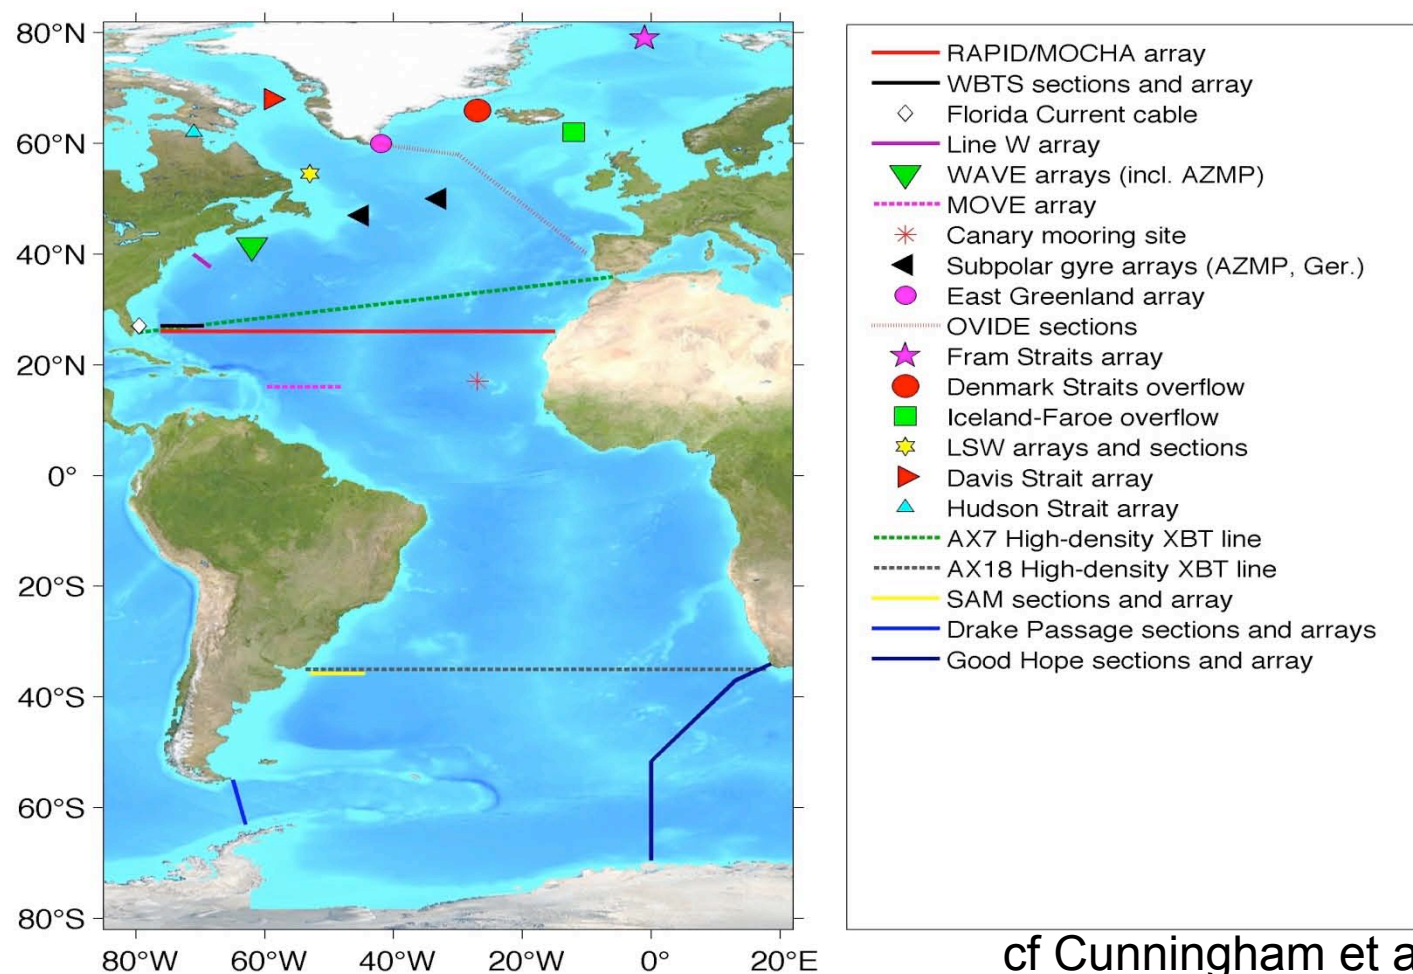 80°N
60°N
40°N
20°N
0°
20°S
40°S
60°S
80°S
80°W 60°W 40°W 20°W 0° 20°E
RAPID/MOCHA array
WBTS sections and array
Florida Current cable
Line W array
WAVE arrays (incl. AZMP)
MOVE array
Canary mooring site
Subpolar gyre arrays (AZMP, Ger.)
East Greenland array
OVIDE sections
Fram Straits array
Denmark Straits overflow
Iceland-Faroe overflow
LSW arrays and sections
Davis Strait array
Hudson Strait array
AX7 High-density XBT line
AX18 High-density XBT line
SAM sections and array
Drake Passage sections and arrays
Good Hope sections and array
cf Cunningham et a